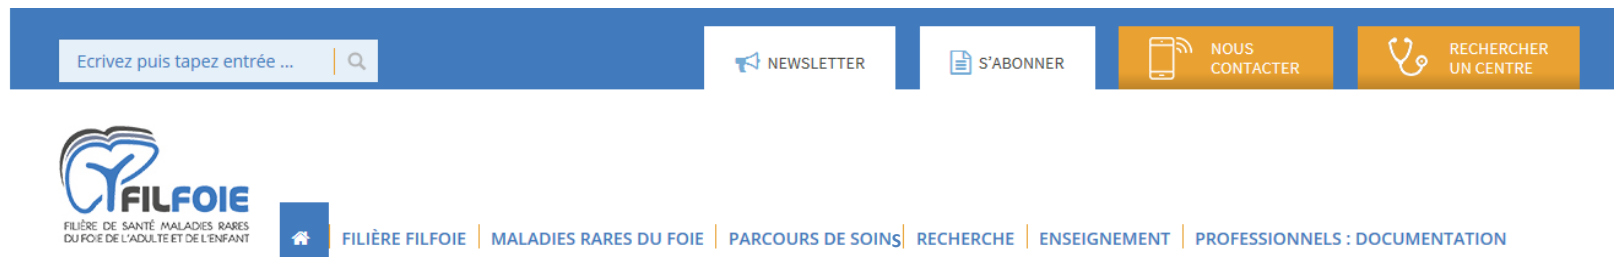 Ecrivez puis tapez entrée ...
NEWSLETTER
S'ABONNER
NOUS
CONTACTER
RECHERCHER
UN CENTRE
FILFOIE
FILIÈRE DE SANTÉ MALADIES RARES
DU FOIE DE L'ADULTE ET DE L'ENFANT
FILIÈRE FILFOIE
MALADIES RARES DU FOIE
PARCOURS DE SOINs
RECHERCHE
ENSEIGNEMENT
PROFESSIONNELS : DOCUMENTATION